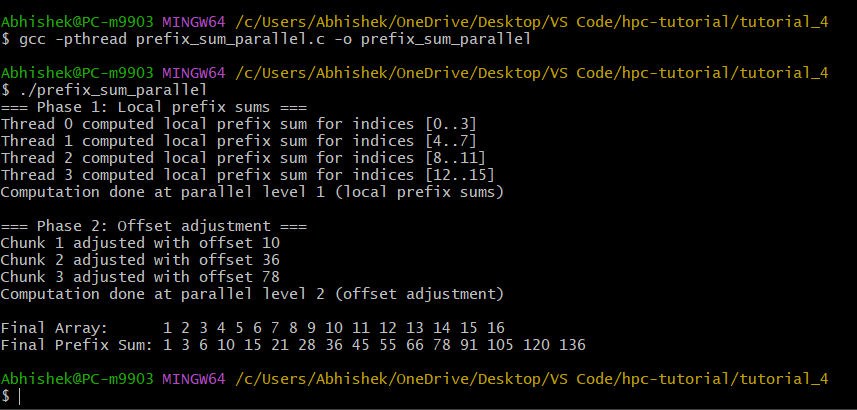 Abhishek@PC-m9903 MINGW64 /c/Users/Abhishek/OneDrive/Desktop/VS Code/hpc-tutorial/tutorial_4
$ gcc -pthread prefix_sum_parallel.c -o prefix_sum_parallel
Abhishek@PC-m9903 MINGW64 /c/Users/Abhishek/OneDrive/Desktop/VS Code/hpc-tutorial/tutorial_4
$ ./prefix_sum_parallel
=== Phase 1: Local prefix sums ===
Thread 0 computed local prefix sum for indices [0..3]
Thread 1 computed local prefix sum for indices [4..7]
Thread 2 computed local prefix sum for indices [8..11]
Thread 3 computed local prefix sum for indices [12..15]
Computation done at parallel level 1 (local prefix sums)
=== Phase 2: Offset adjustment ===
Chunk 1 adjusted with offset 10
Chunk 2 adjusted with offset 36
Chunk 3 adjusted with offset 78
Computation done at parallel level 2 (offset adjustment)
Final Array:      1 2 3 4 5 6 7 8 9 10 11 12 13 14 15 16
Final Prefix Sum: 1 3 6 10 15 21 28 36 45 55 66 78 91 105 120 136
Abhishek@PC-m9903 MINGW64 /c/Users/Abhishek/OneDrive/Desktop/VS Code/hpc-tutorial/tutorial_4
$